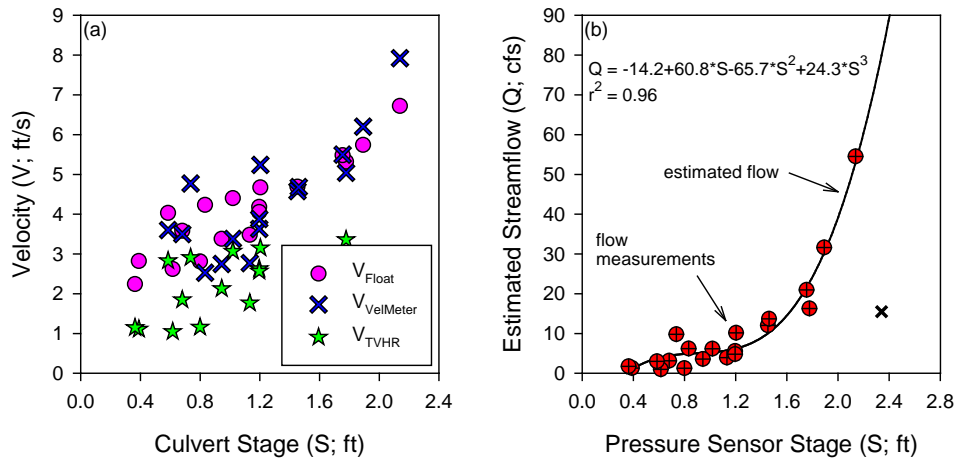 (a)
Velocity (V; ft/s)
9
8
7
6
5
4
3
2
1
0
V_Float
V_VelMeter
V_TVHR
0.0 0.4 0.8 1.2 1.6 2.0 2.4
Culvert Stage (S; ft)
(b)
Estimated Streamflow (Q; cfs)
90
80
70
60
50
40
30
20
10
0
Q = -14.2+60.8*S-65.7*S²+24.3*S³
r² = 0.96
estimated flow
flow
measurements
0.0 0.4 0.8 1.2 1.6 2.0 2.4 2.8
Pressure Sensor Stage (S; ft)